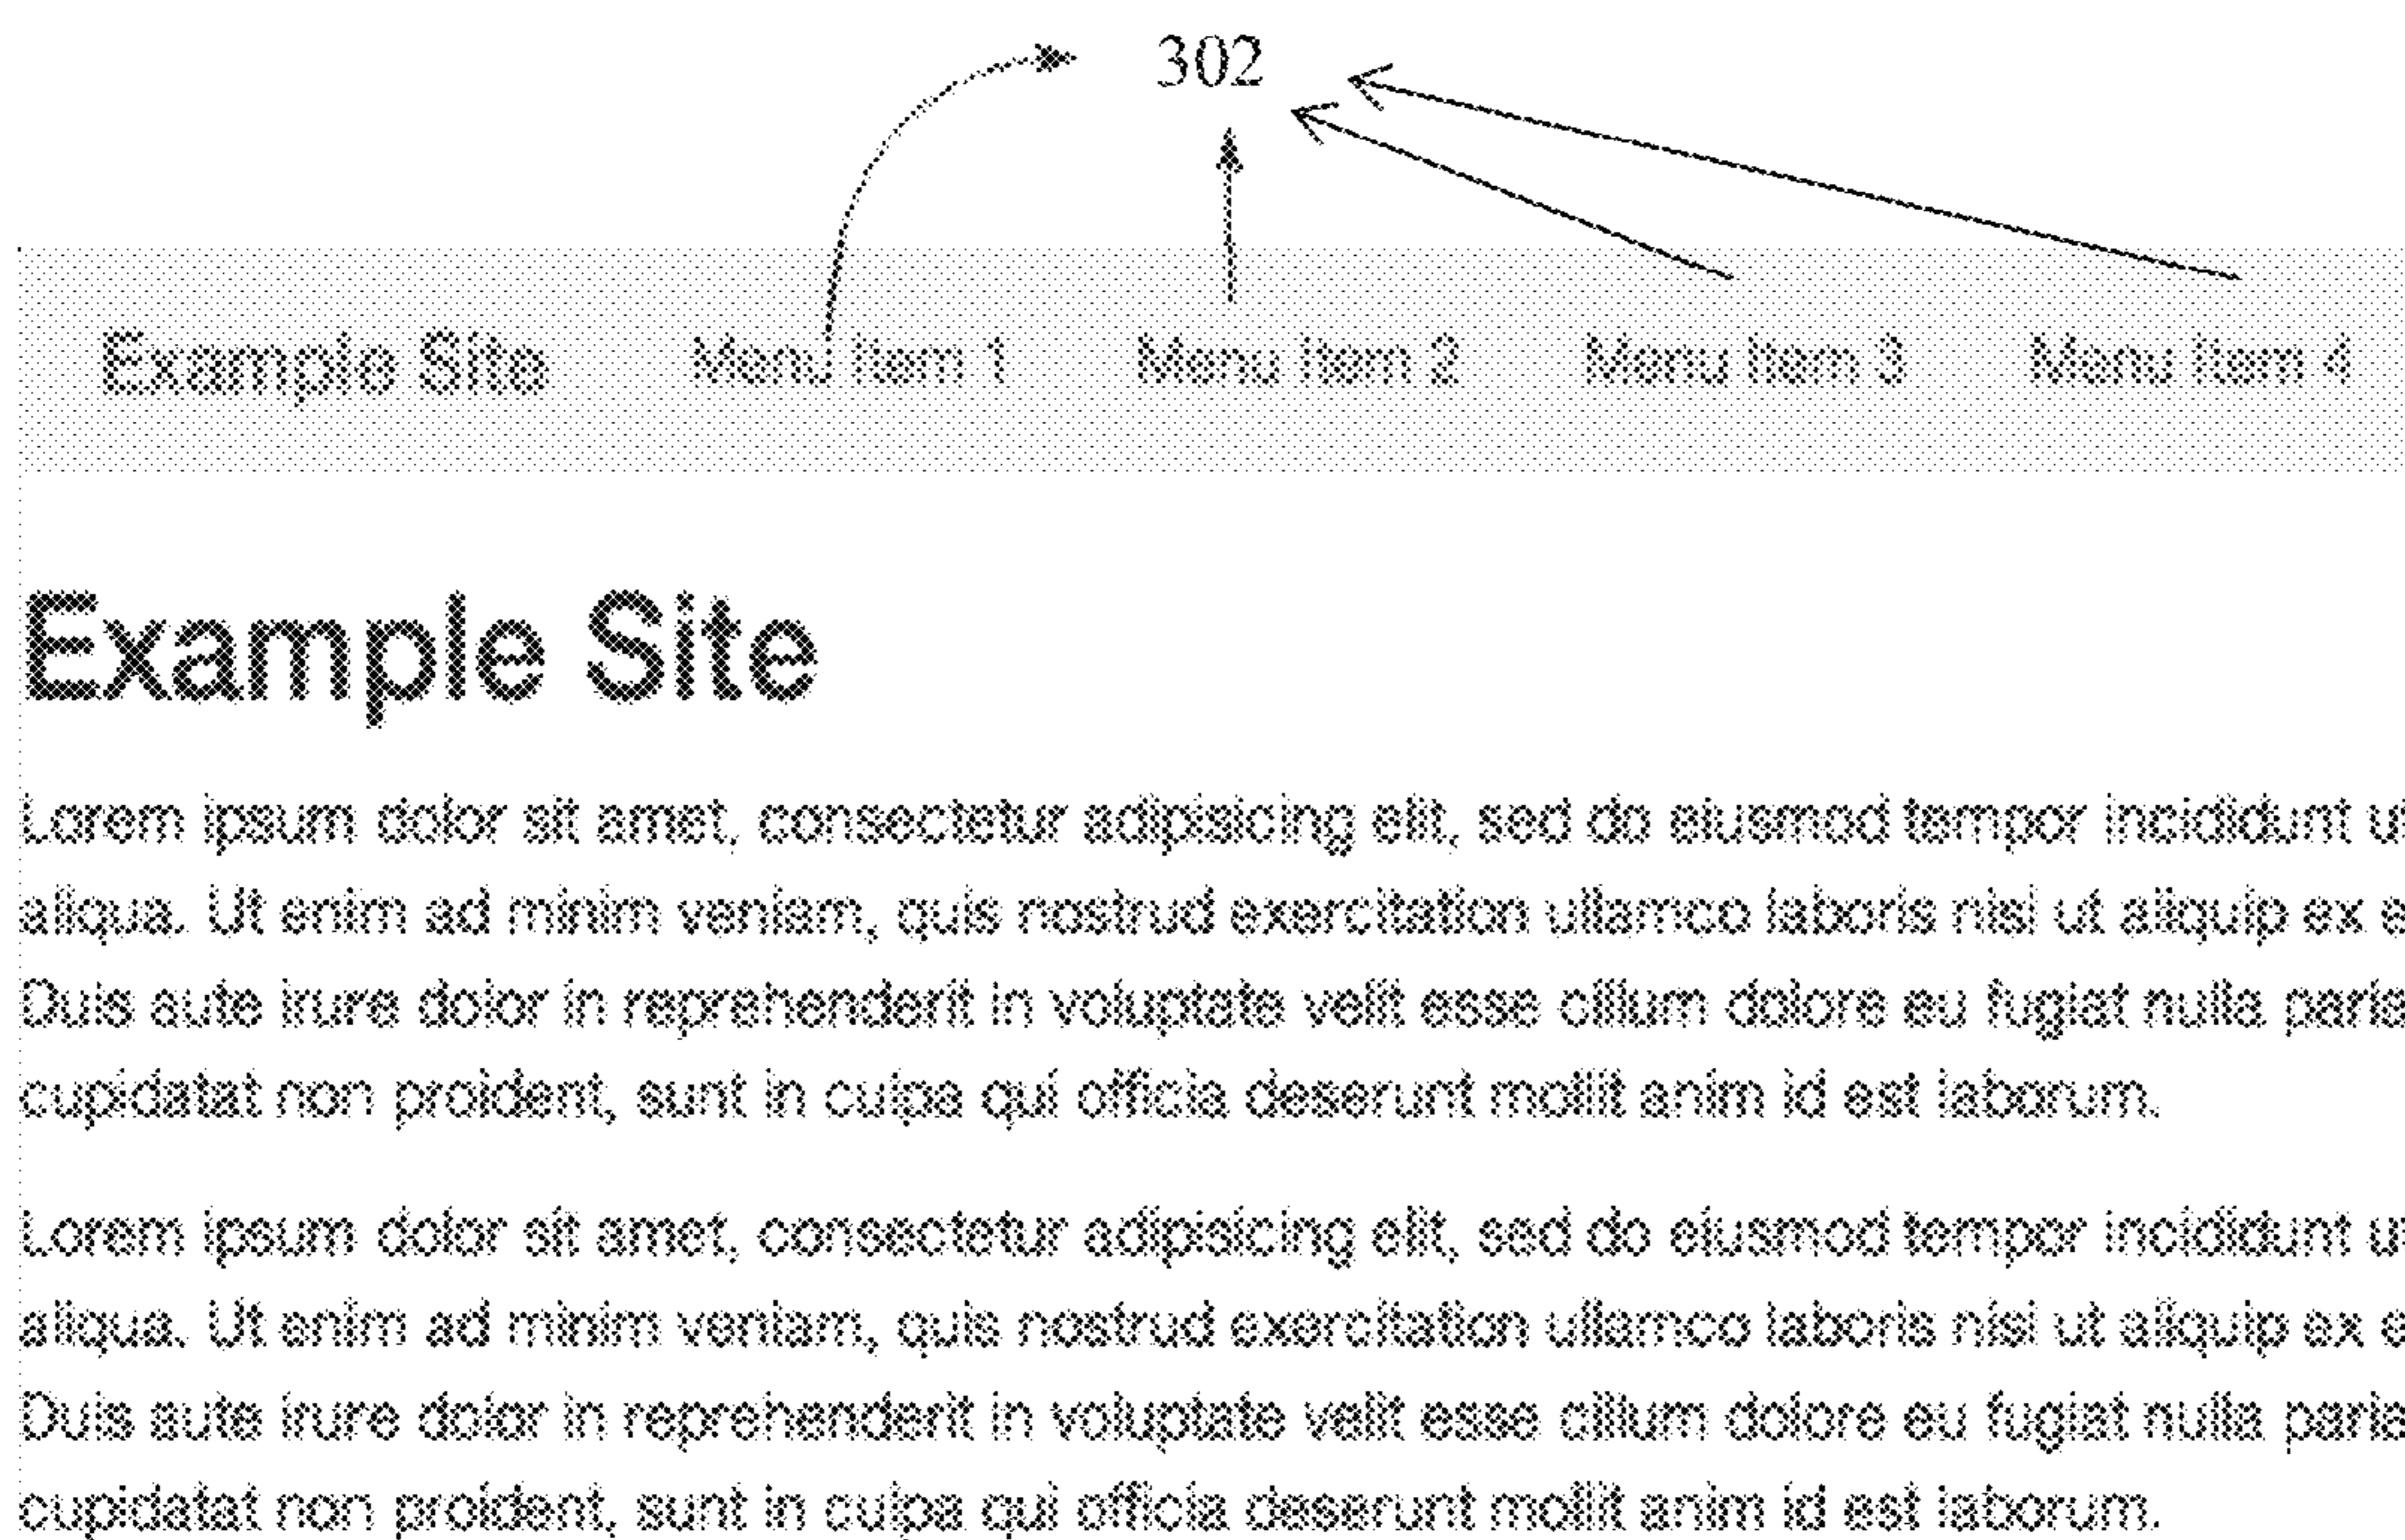 302
Example Site Menu Item 1 Menu Item 2 Menu Item 3 Menu Item 4
Example Site
Lorem ipsum dolor sit amet, consectetur adipisicing elit, sed do eiusmod tempor incididunt
aliqua. Ut enim ad minim veniam, quis nostrud exercitation ullamco laboris nisi ut aliquip ex
Duis aute irure dolor in reprehenderit in voluptate velit esse cillum dolore eu fugiat nulla
cupidatat non proident, sunt in culpa qui officia deserunt mollit anim id est laborum.
Lorem ipsum dolor sit amet, consectetur adipisicing elit, sed do eiusmod tempor incididunt
aliqua. Ut enim ad minim veniam, quis nostrud exercitation ullamco laboris nisi ut aliquip ex
Duis aute irure dolor in reprehenderit in voluptate velit esse cillum dolore eu fugiat nulla
cupidatat non proident, sunt in culpa qui officia deserunt mollit anim id est laborum.